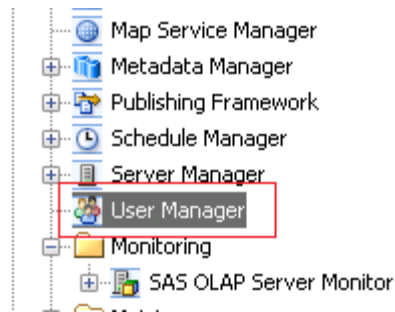 Map Service Manager
Metadata Manager
Publishing Framework
Schedule Manager
Server Manager
User Manager
Monitoring
SAS OLAP Server Monitor